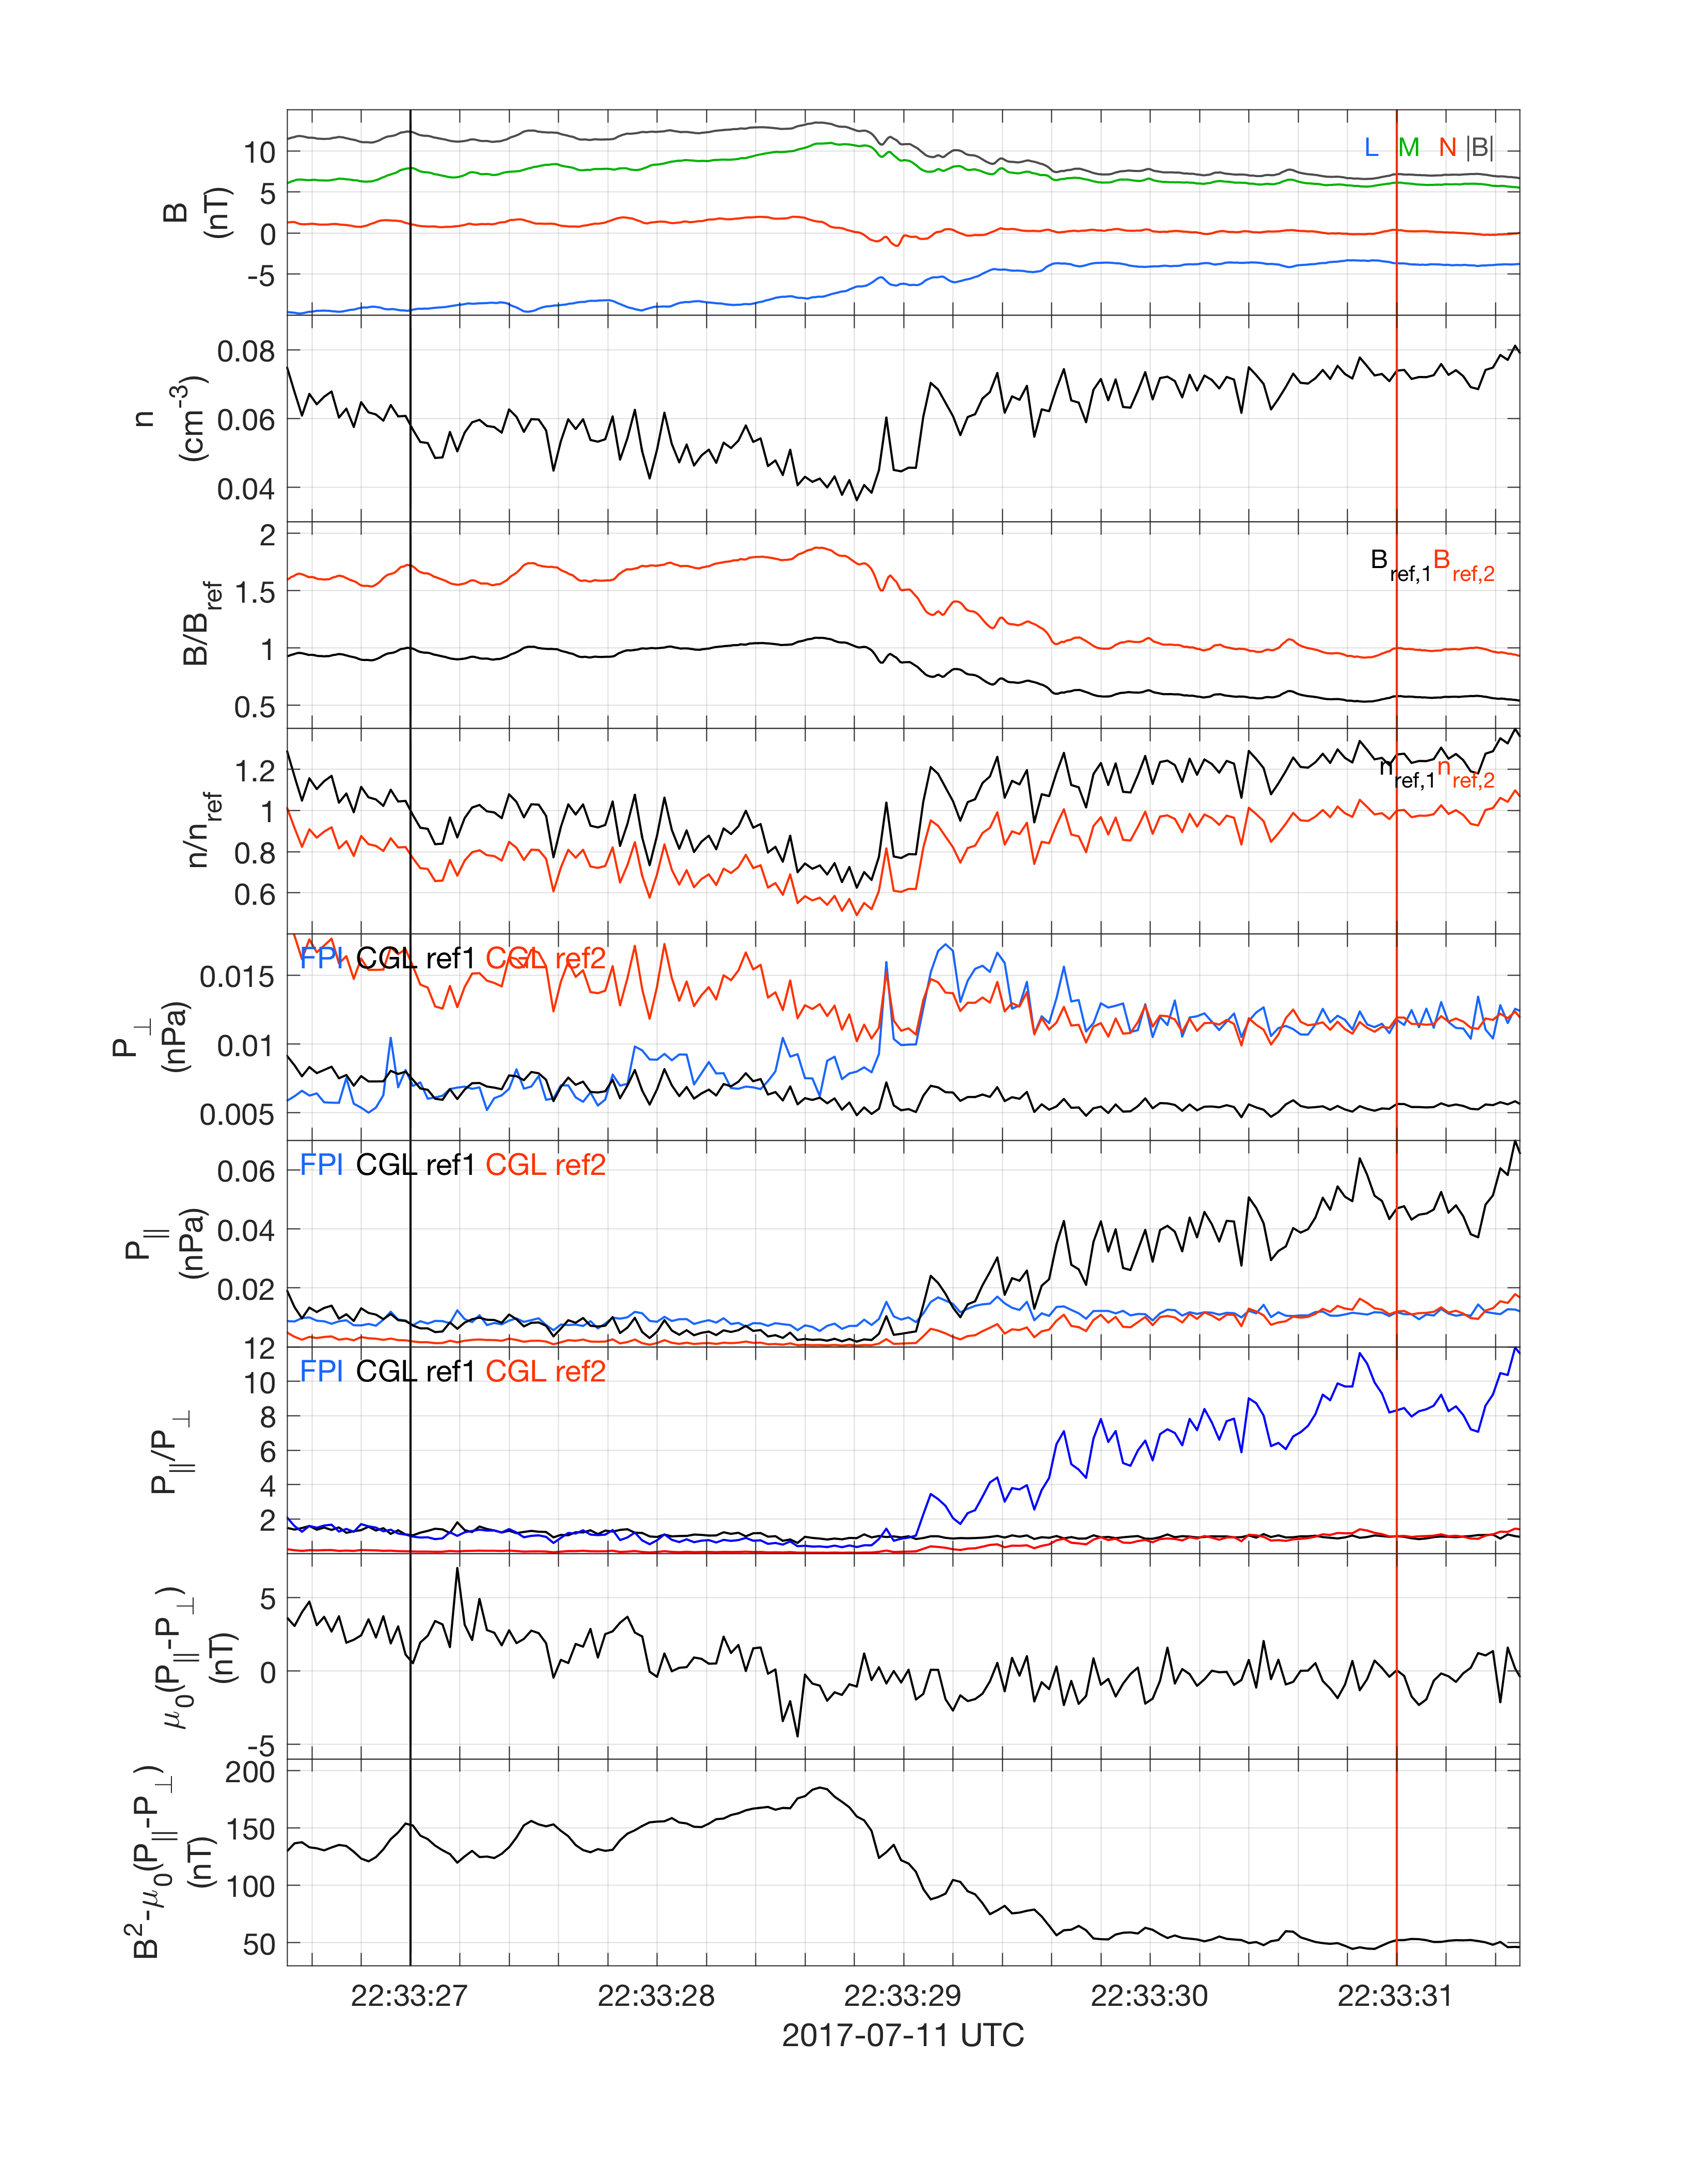 B
(nT)
10
5
0
-5
L M N |B|
n
(cm-3)
0.08
0.06
0.04
B/Bref
2
1.5
1
0.5
Bref,1 Bref,2
n/nref
1.2
1
0.8
0.6
nref,1 nref,2
P⊥
(nPa)
0.015
0.01
0.005
FPI CGL ref1 CGL ref2
P||
(nPa)
0.06
0.04
0.02
FPI CGL ref1 CGL ref2
P||/P⊥
12
10
8
6
4
2
FPI CGL ref1 CGL ref2
μ0(P||-P⊥)
(nT)
5
0
-5
B2-μ0(P||-P⊥)
(nT)
200
150
100
50
22:33:27 22:33:28 22:33:29 22:33:30 22:33:31
2017-07-11 UTC